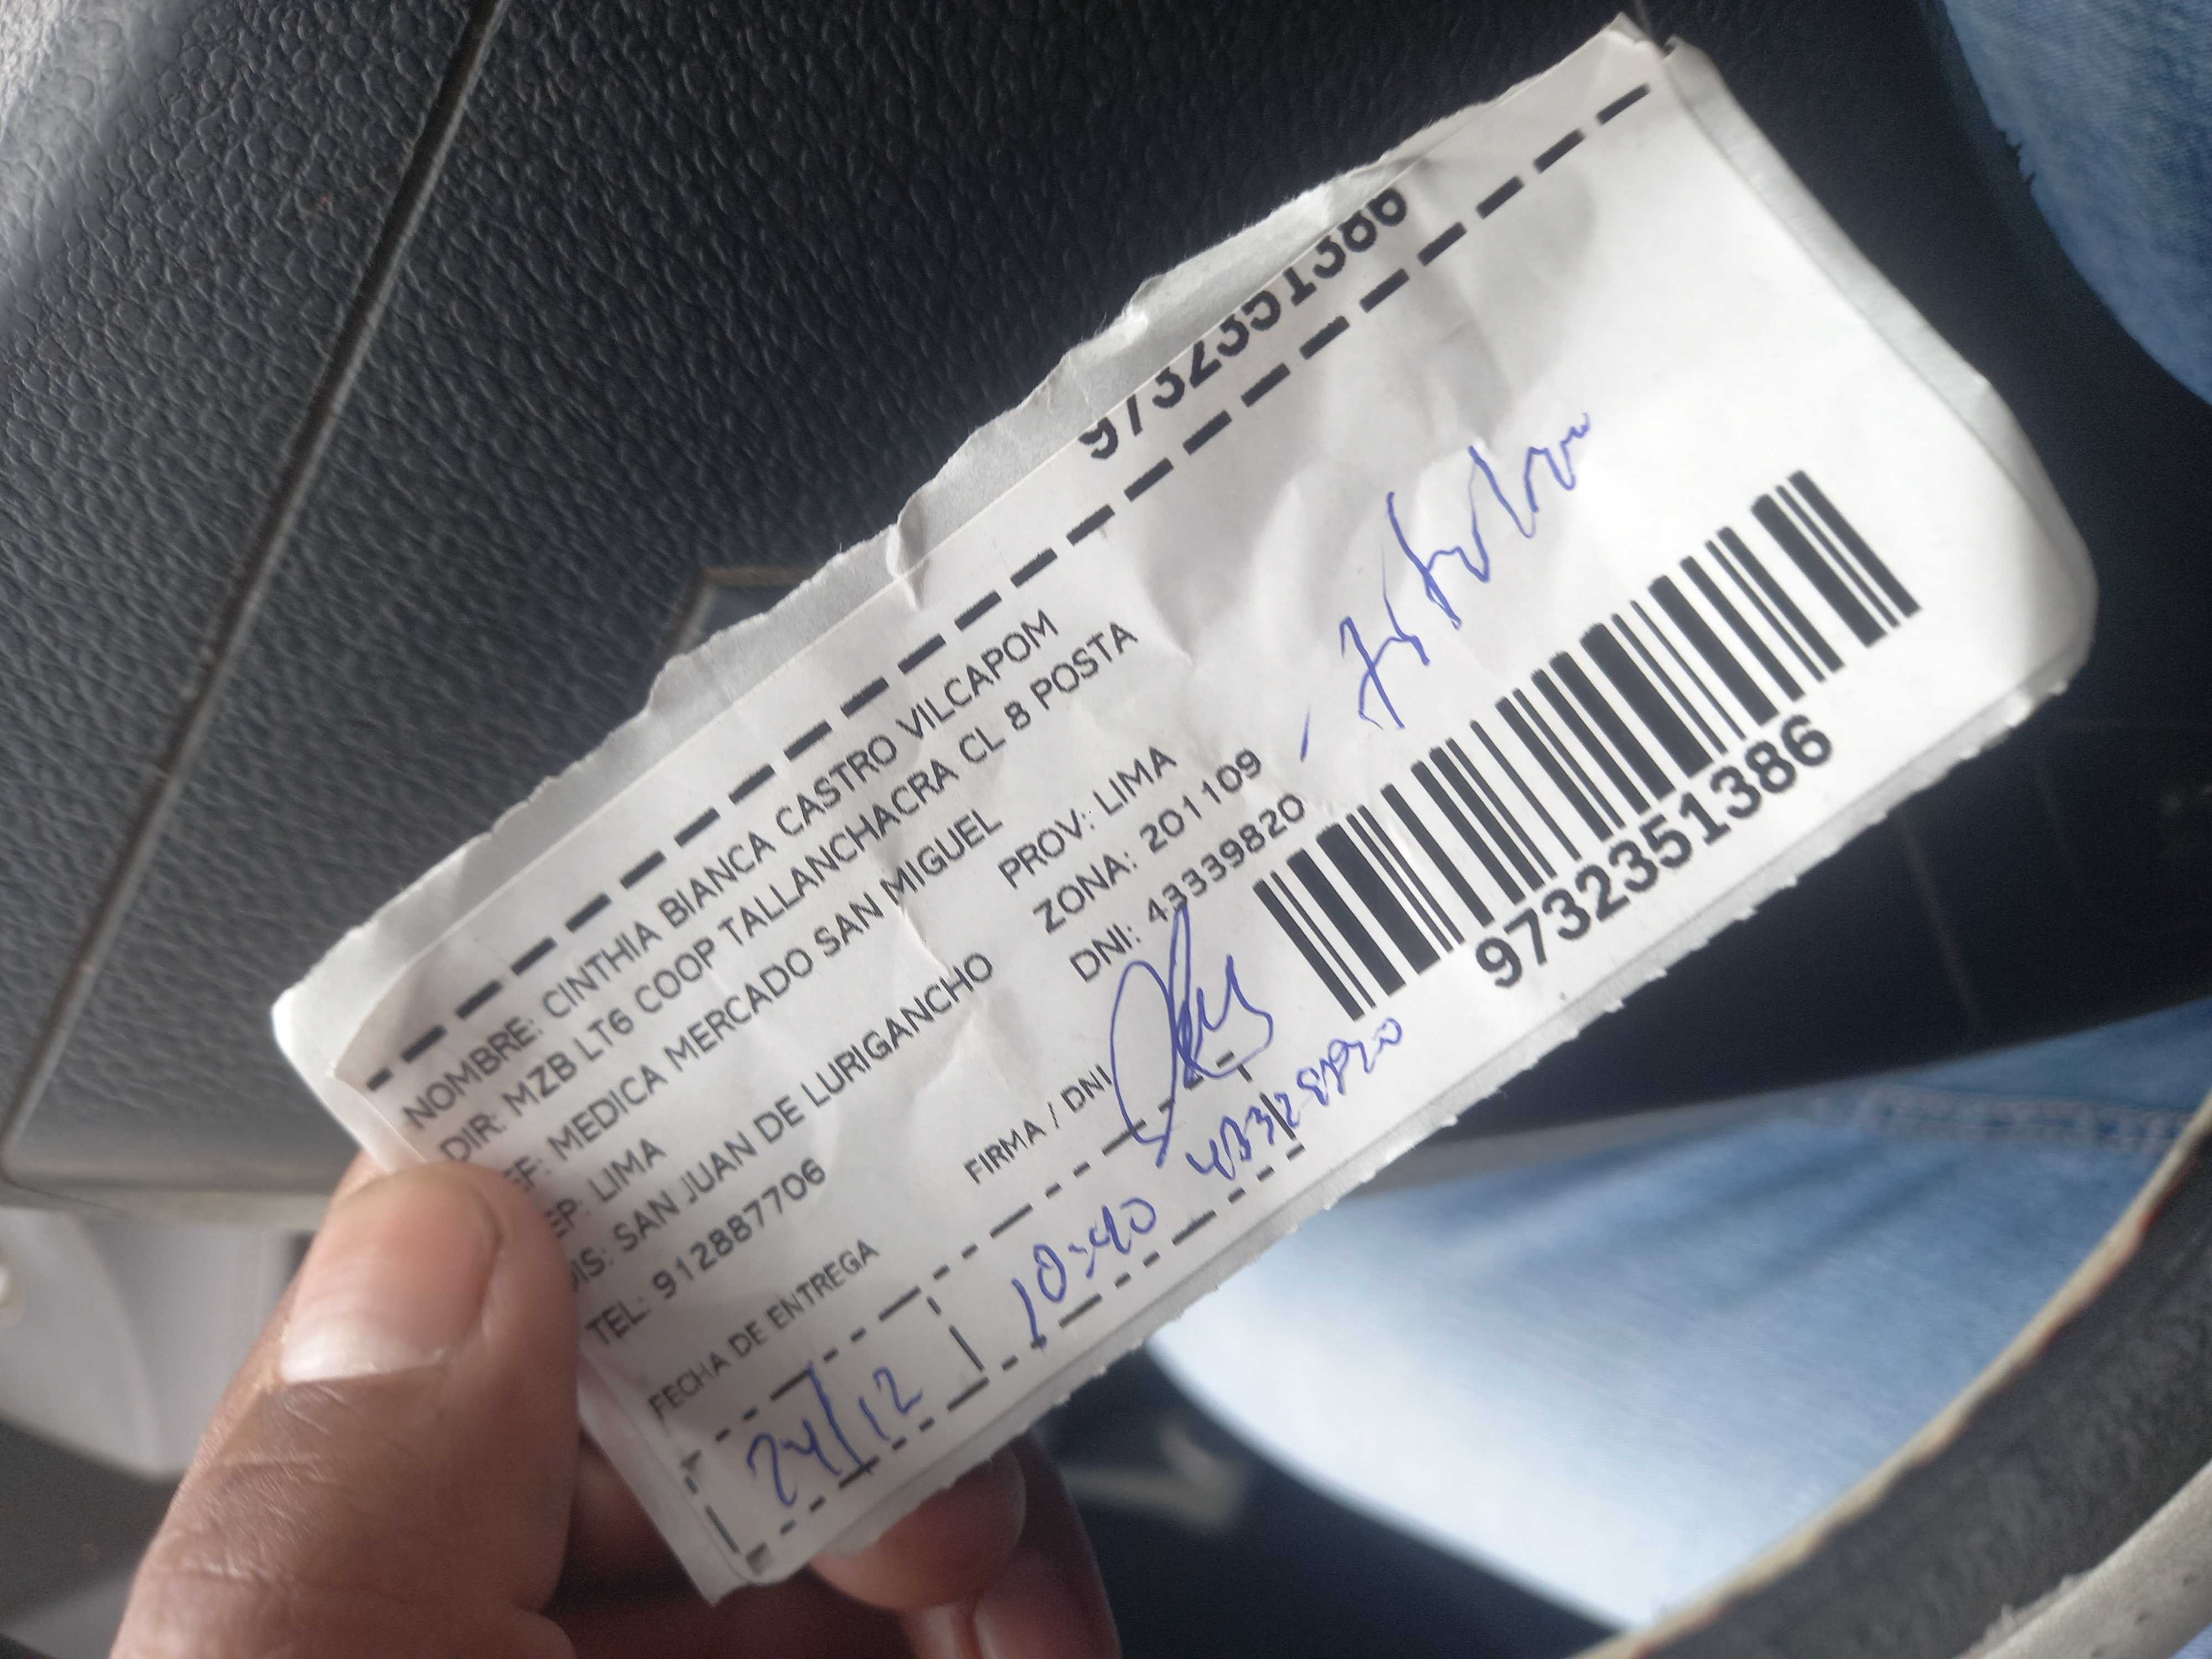 9732351386
NOMBRE: CINTHIA BIANCA CASTRO VILCAPOM
DIR: MZB LT6 COOP TALLANCHACRA CL 8 POSTA
EF: MEDICA MERCADO SAN MIGUEL
EP: LIMA PROV: LIMA
DIS: SAN JUAN DE LURIGANCHO ZONA: 201109
TEL: 912887706 DNI: 43339820
9732351386
FECHA DE ENTREGA FIRMA / DNI
24/12 10:40